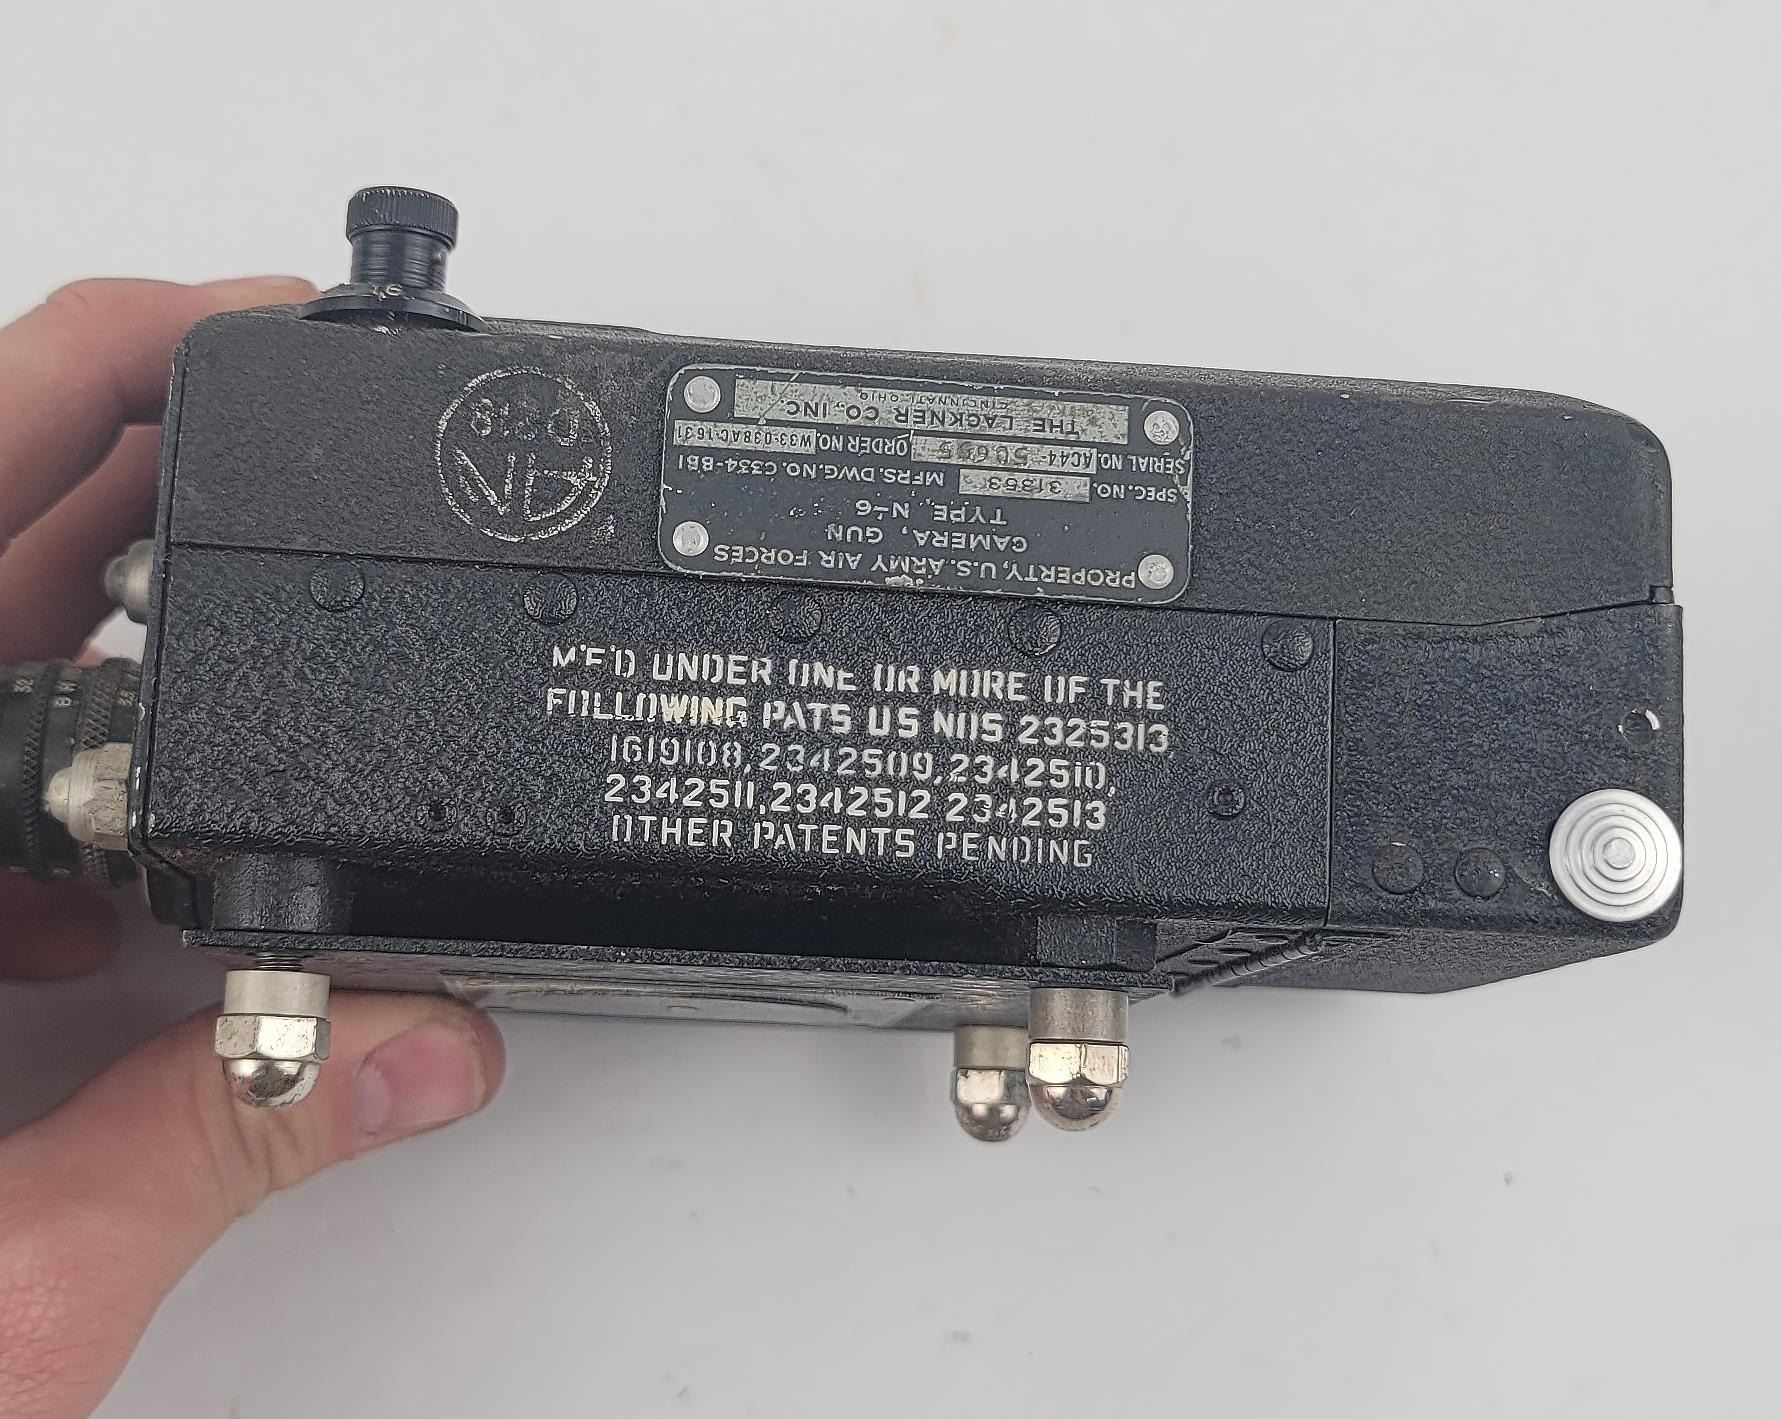 PROPERTY, U.S. ARMY AIR FORCES
CAMERA, GUN
TYPE N-6
SPEC. NO. 31353 MFRS. DWG. NO. C334-BB1
SERIAL NO. AC44- ORDER NO. W33-038AC-1631
THE LACKNER CO., INC.
CINCINNATI, OHIO
M'F'D UNDER ONE OR MORE OF THE
FOLLOWING PATS US NOS 2325313
1619108, 2342509, 2342510,
2342511, 2342512 2342513
OTHER PATENTS PENDING